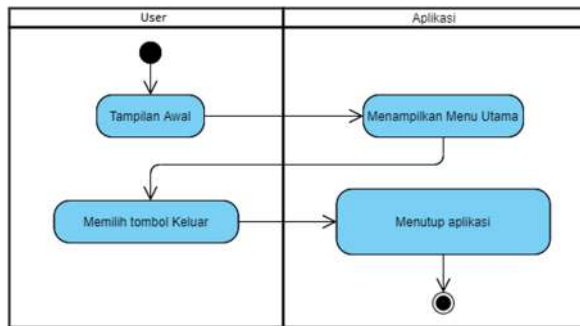 User
Aplikasi
Tampilan Awal
Menampilkan Menu Utama
Memilih tombol Keluar
Menutup aplikasi